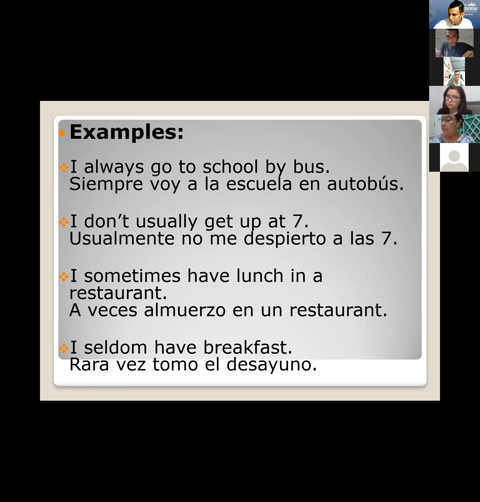 Examples:
I always go to school by bus.
Siempre voy a la escuela en autobús.
I don't usually get up at 7.
Usualmente no me despierto a las 7.
I sometimes have lunch in a
restaurant.
A veces almuerzo en un restaurant.
I seldom have breakfast.
Rara vez tomo el desayuno.